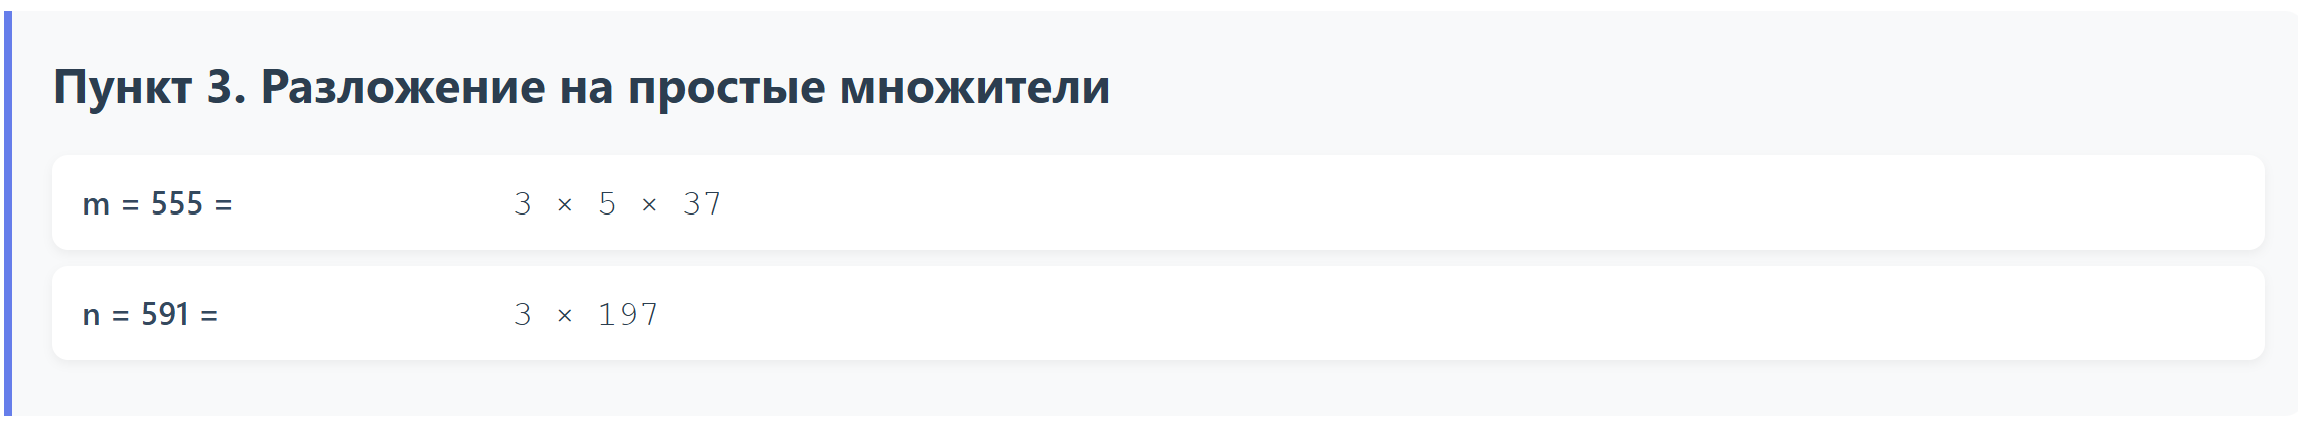 Пункт 3. Разложение на простые множители
m = 555 = 3 × 5 × 37
n = 591 = 3 × 197